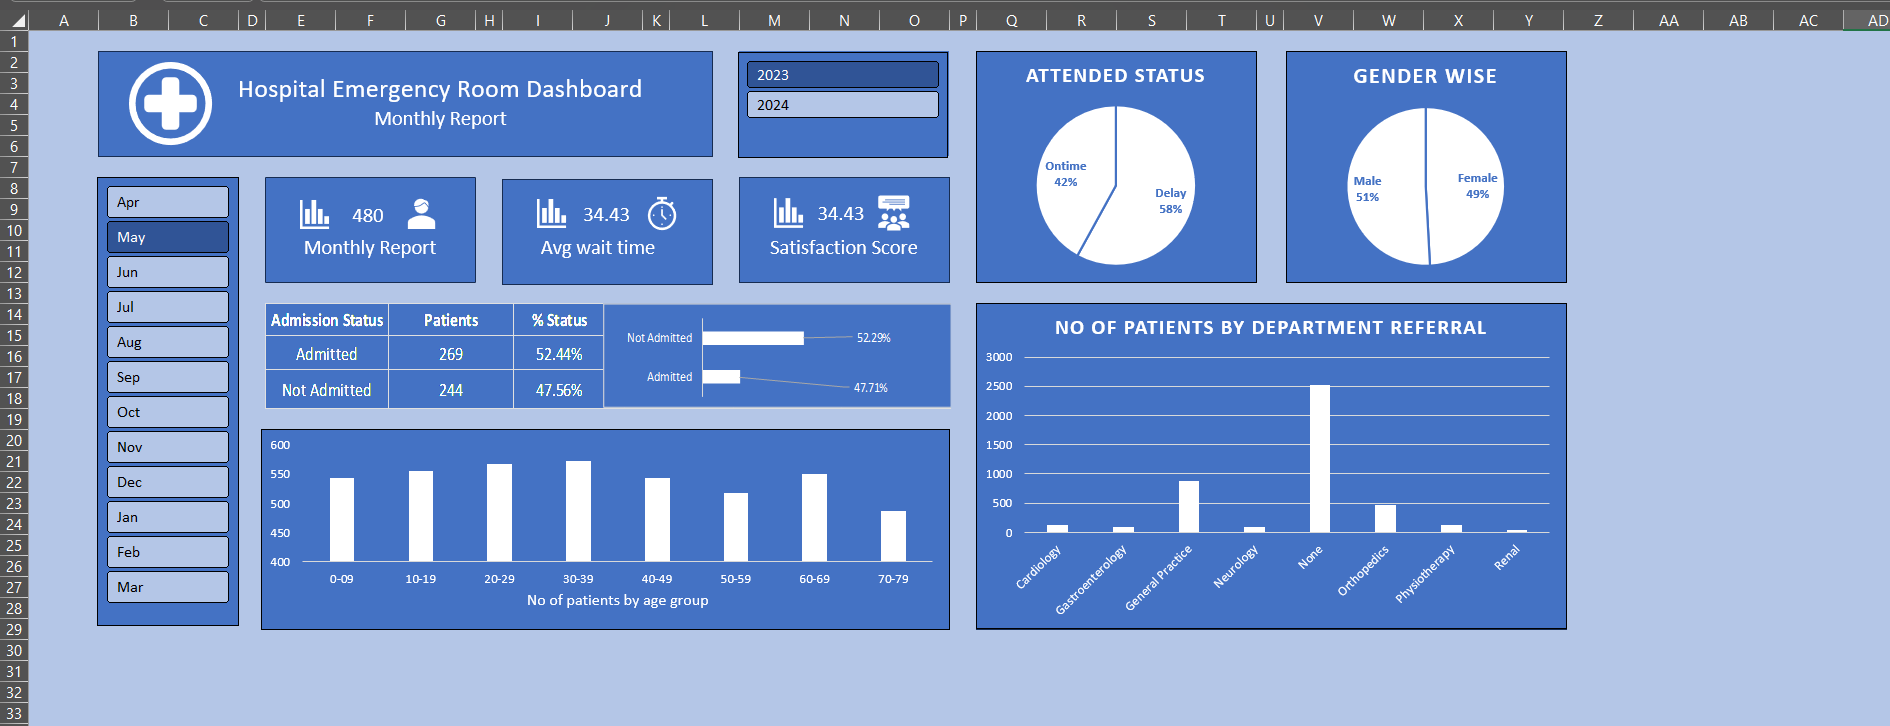 A B C D E F G H I J K L M N O P Q R S T U V W X Y Z AA AB AC AD
1
2
3
4
5
6
7
8
9
10
11
12
13
14
15
16
17
18
19
20
21
22
23
24
25
26
27
28
29
30
31
32
33
Hospital Emergency Room Dashboard
Monthly Report
2023
2024
Apr
May
Jun
Jul
Aug
Sep
Oct
Nov
Dec
Jan
Feb
Mar
480
Monthly Report
34.43
Avg wait time
34.43
Satisfaction Score
Admission Status Patients % Status
Admitted 269 52.44%
Not Admitted 244 47.56%
Not Admitted 52.29%
Admitted 47.71%
600
550
500
450
400
0-09 10-19 20-29 30-39 40-49 50-59 60-69 70-79
No of patients by age group
ATTENDED STATUS
Ontime
42%
Delay
58%
GENDER WISE
Male
51%
Female
49%
NO OF PATIENTS BY DEPARTMENT REFERRAL
3000
2500
2000
1500
1000
500
0
Cardiology
Gastroenterology
General Practice
Neurology
None
Orthopedics
Physiotherapy
Renal